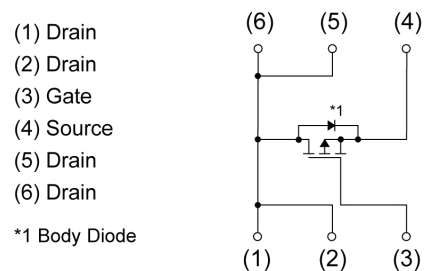 (1) Drain
(2) Drain
(3) Gate
(4) Source
(5) Drain
(6) Drain
*1 Body Diode
(6) (5) (4)
*1
(1) (2) (3)